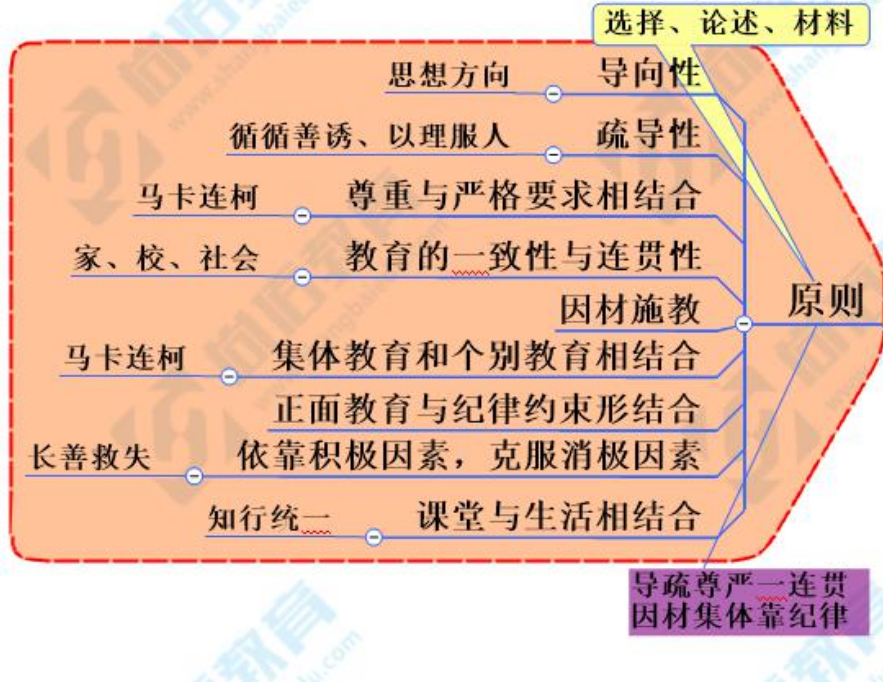 选择、论述、材料
思想方向 导向性
循循善诱、以理服人 疏导性
马卡连柯 尊重与严格要求相结合
家、校、社会 教育的一致性与连贯性
原则
因材施教
马卡连柯 集体教育和个别教育相结合
正面教育与纪律约束形结合
长善救失 依靠积极因素，克服消极因素
知行统一 课堂与生活相结合
导疏尊严一连贯
因材集体靠纪律